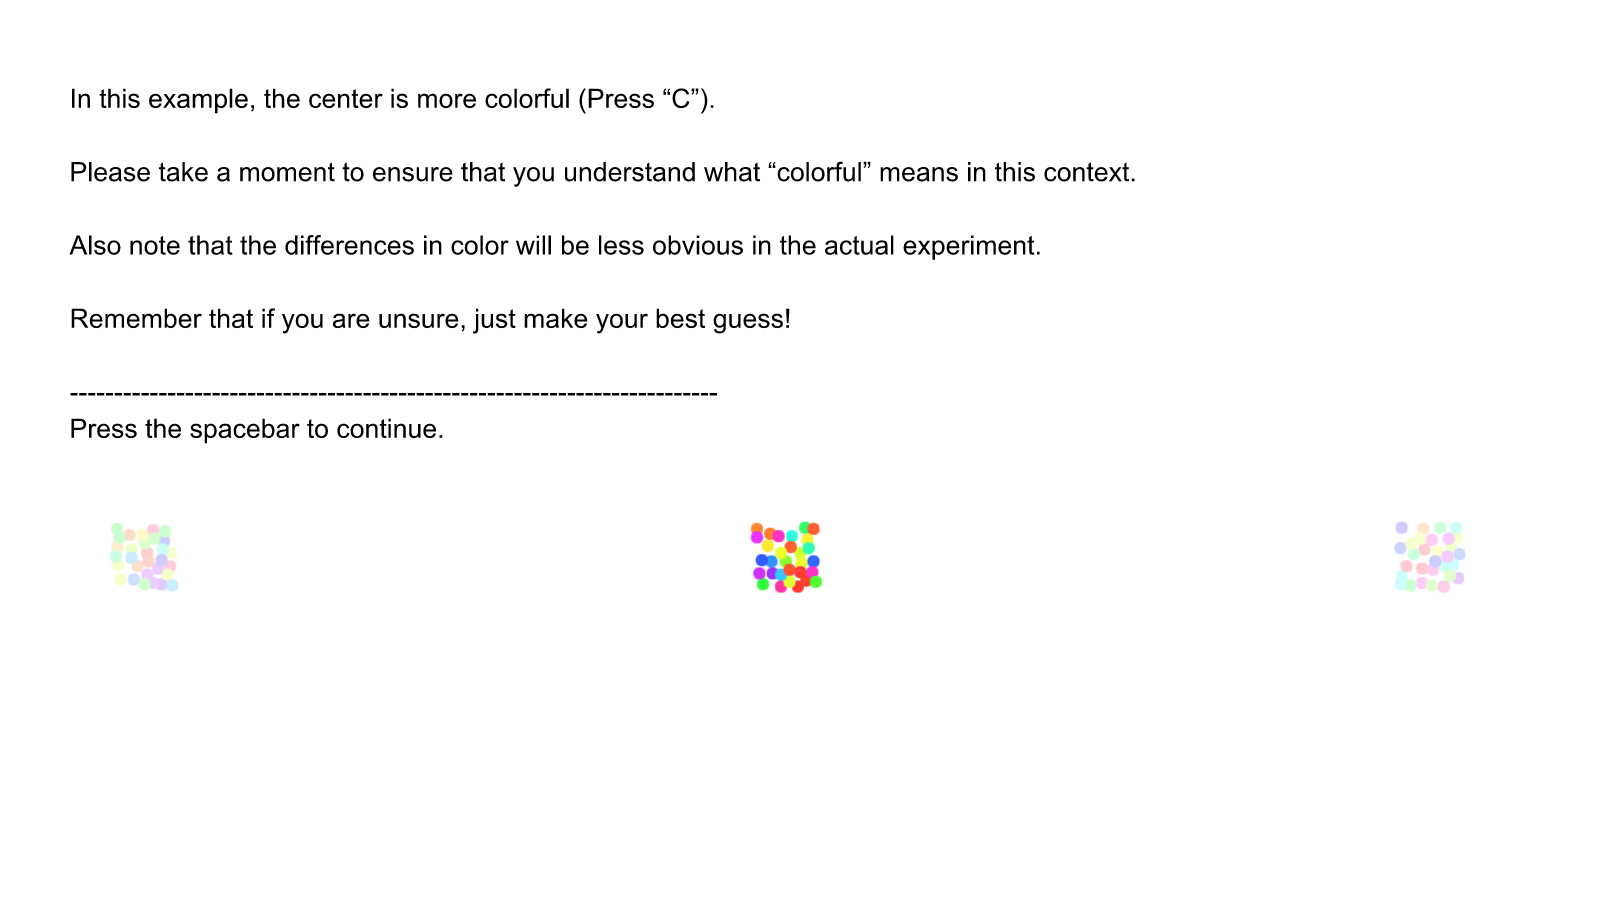 In this example, the center is more colorful (Press “C”).
Please take a moment to ensure that you understand what “colorful” means in this context.
Also note that the differences in color will be less obvious in the actual experiment.
Remember that if you are unsure, just make your best guess!
-------------------------------------------------------------------------
Press the spacebar to continue.